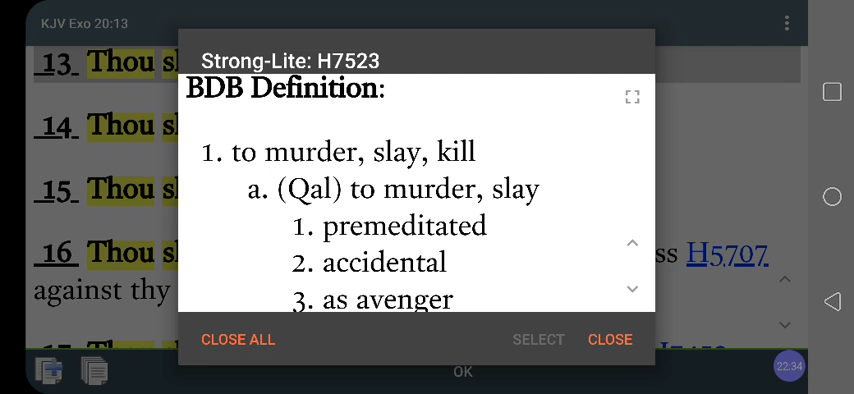 KJV Exo 20:13
13 Thou
Strong-Lite: H7523
BDB Definition:
1. to murder, slay, kill
a. (Qal) to murder, slay
1. premeditated
2. accidental
3. as avenger
14 Thou
15 Thou
16 Thou ss H5707
against thy
CLOSE ALL SELECT CLOSE
OK
22:34